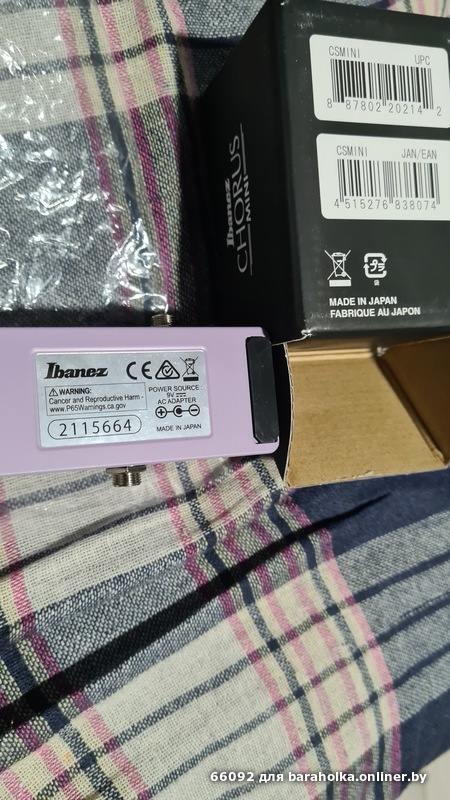 CSMINI UPC
8 87802 20214 2
CSMINI JAN/EAN
4 515276 838074
Ibanez
CHORUS
MINI
MADE IN JAPAN
FABRIQUE AU JAPON
Ibanez
WARNING:
Cancer and Reproductive Harm -
www.P65Warnings.ca.gov
2115664
POWER SOURCE :
9V
AC ADAPTER
MADE IN JAPAN
66092 для baraholka.onliner.by